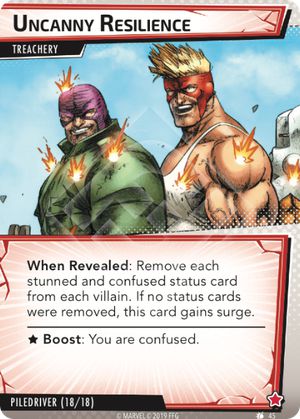 Uncanny Resilience
TREACHERY
When Revealed: Remove each
stunned and confused status card
from each villain. If no status cards
were removed, this card gains surge.
★ Boost: You are confused.
PILEDRIVER (18/18)
© MARVEL © 2019 FFG 45